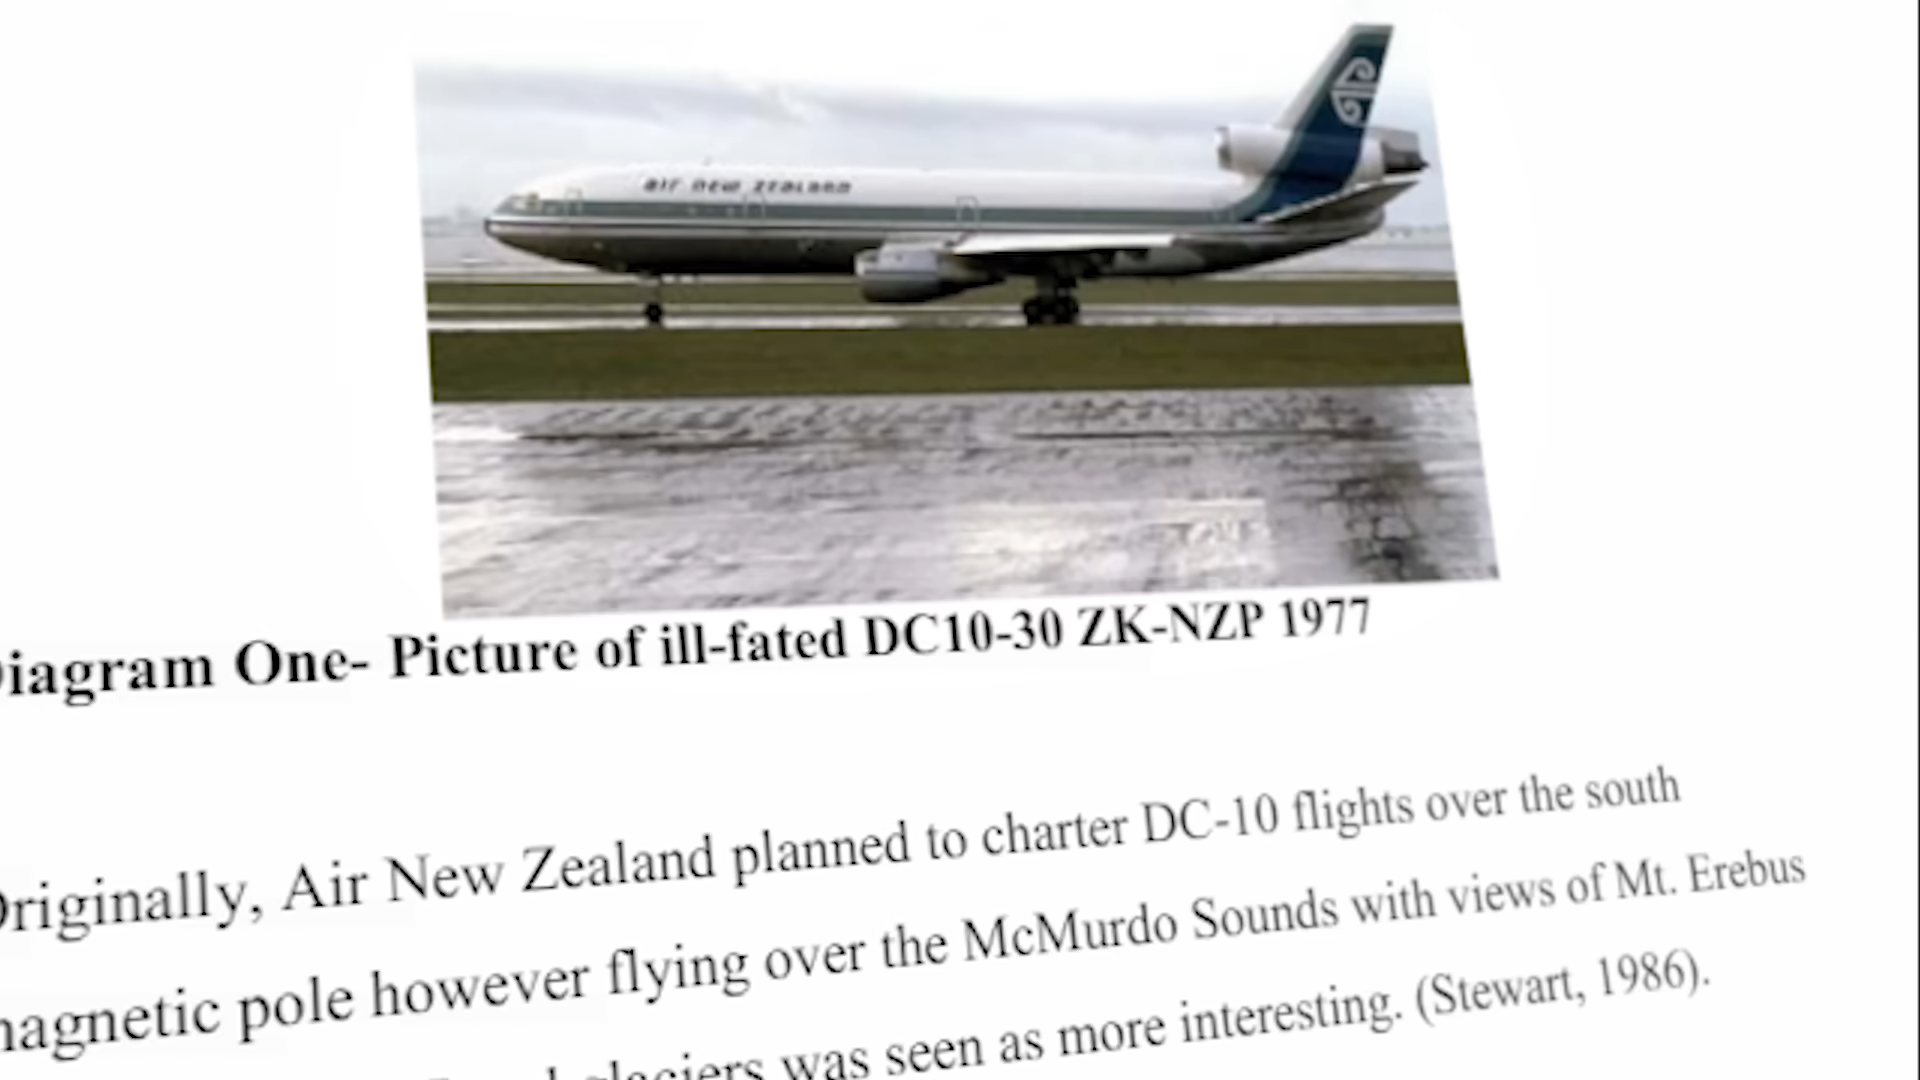 AIR NEW ZEALAND
iagram One- Picture of ill-fated DC10-30 ZK-NZP 1977
Originally, Air New Zealand planned to charter DC-10 flights over the south
magnetic pole however flying over the McMurdo Sounds with views of Mt. Erebus
glaciers was seen as more interesting. (Stewart, 1986).